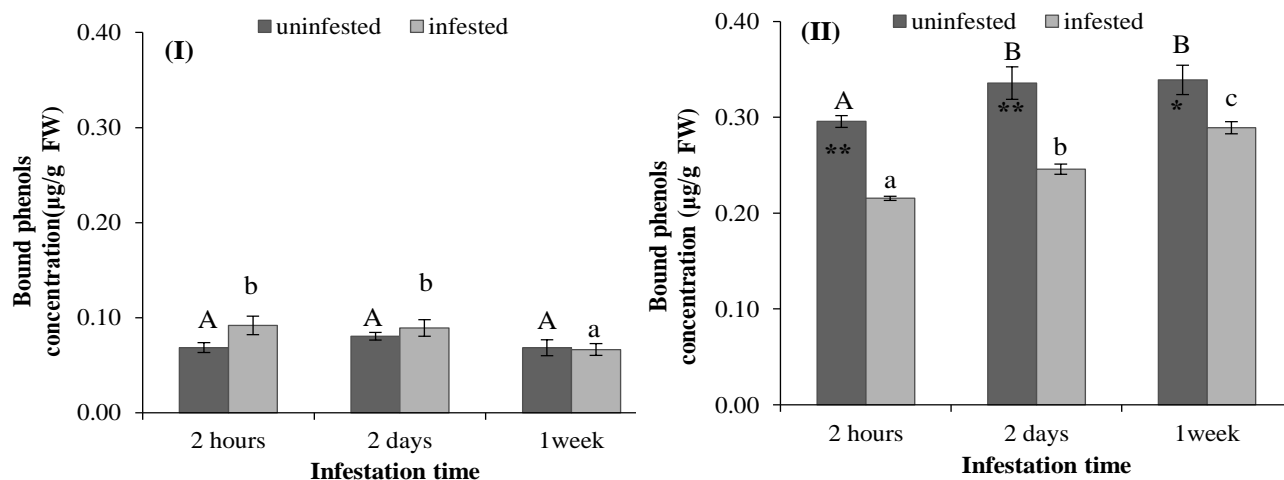 uninfested infested
(I)
0.40
0.30
0.20
0.10
0.00
Bound phenols
concentration(µg/g FW)
A b A b A a
2 hours 2 days 1week
Infestation time
uninfested infested
(II)
0.40
0.30
0.20
0.10
0.00
Bound phenols
concentration (µg/g FW)
A ** a B ** b B * c
2 hours 2 days 1week
Infestation time